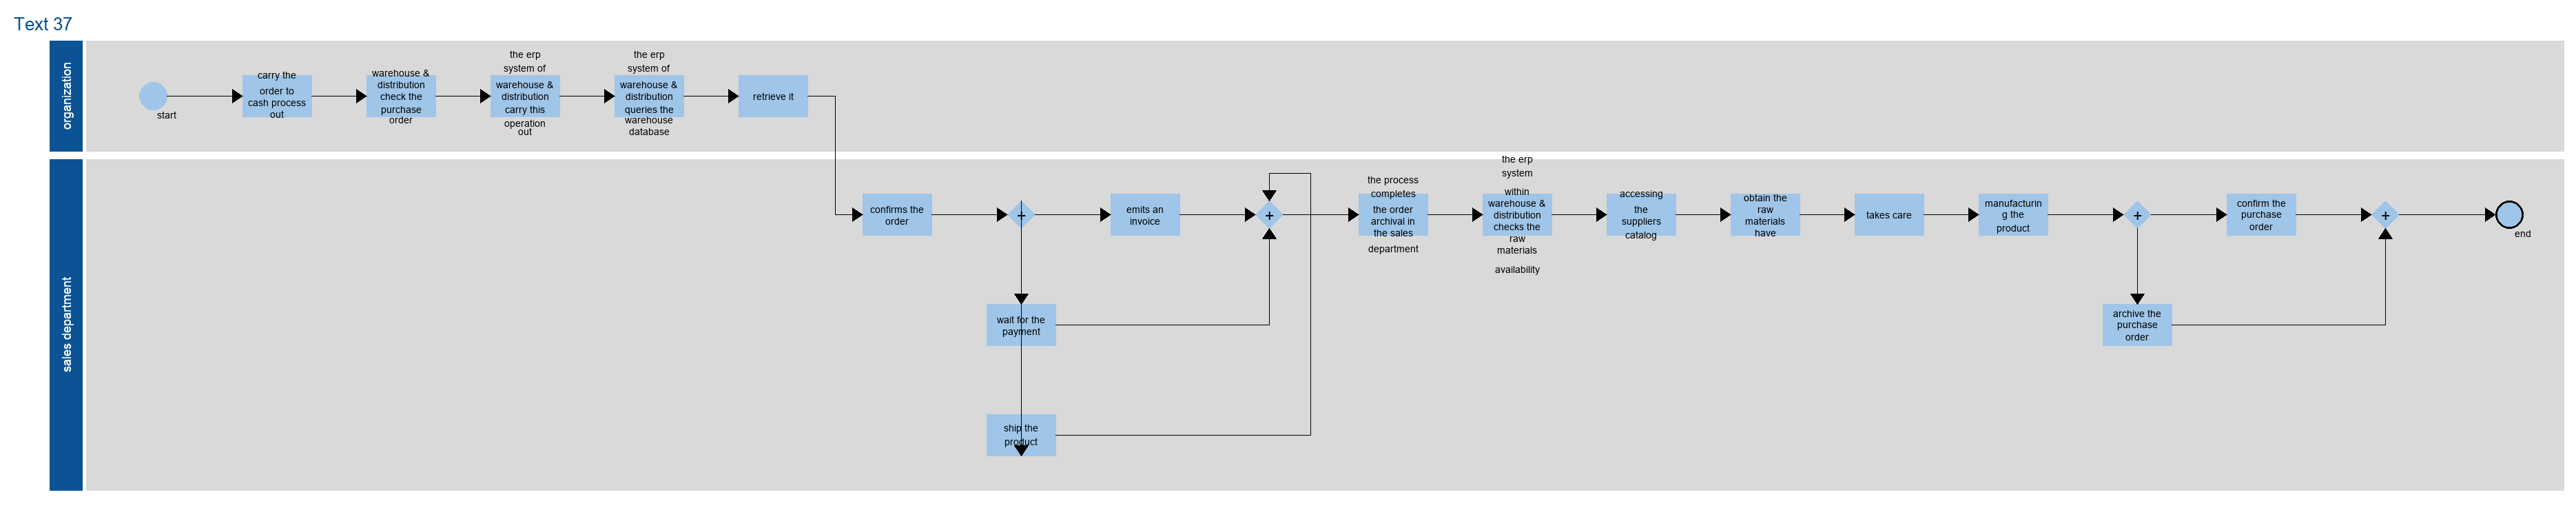 Text 37
organization
start
carry the
order to
cash process
out
warehouse &
distribution
check the
purchase
order
the erp
system of
warehouse &
distribution
carry this
operation
out
the erp
system of
warehouse &
distribution
queries the
warehouse
database
retrieve it
sales department
confirms the
order
+
emits an
invoice
+
wait for the
payment
ship the
product
the process
completes
the order
archival in
the sales
department
the erp
system
within
warehouse &
distribution
checks the
raw
materials
availability
accessing
the
suppliers
catalog
obtain the
raw
materials
have
takes care
manufacturin
g the
product
+
confirm the
purchase
order
+
archive the
purchase
order
end